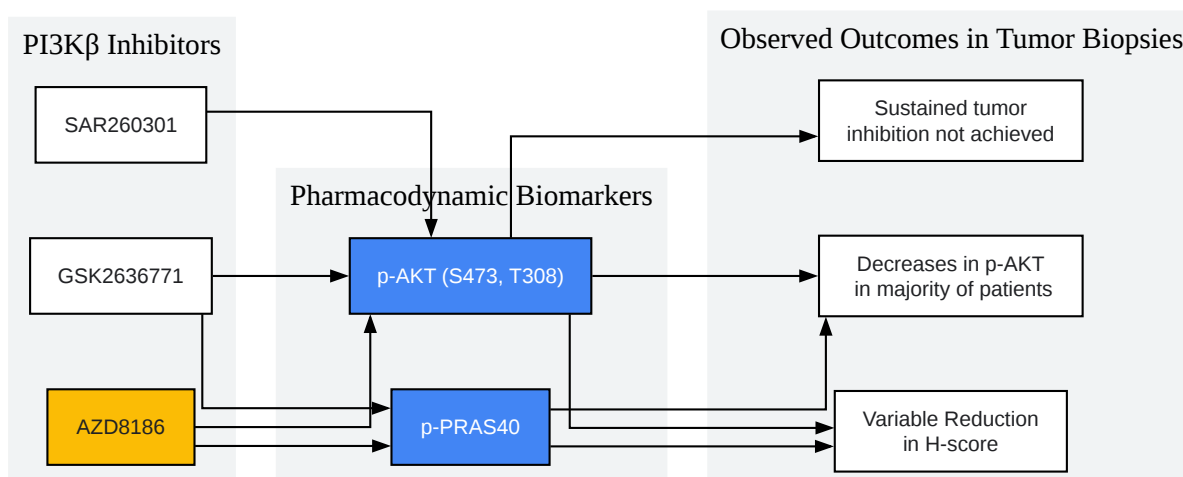 PI3Kβ Inhibitors
SAR260301
GSK2636771
AZD8186
Pharmacodynamic Biomarkers
p-AKT (S473, T308)
p-PRAS40
Observed Outcomes in Tumor Biopsies
Sustained tumor
inhibition not achieved
Decreases in p-AKT
in majority of patients
Variable Reduction
in H-score